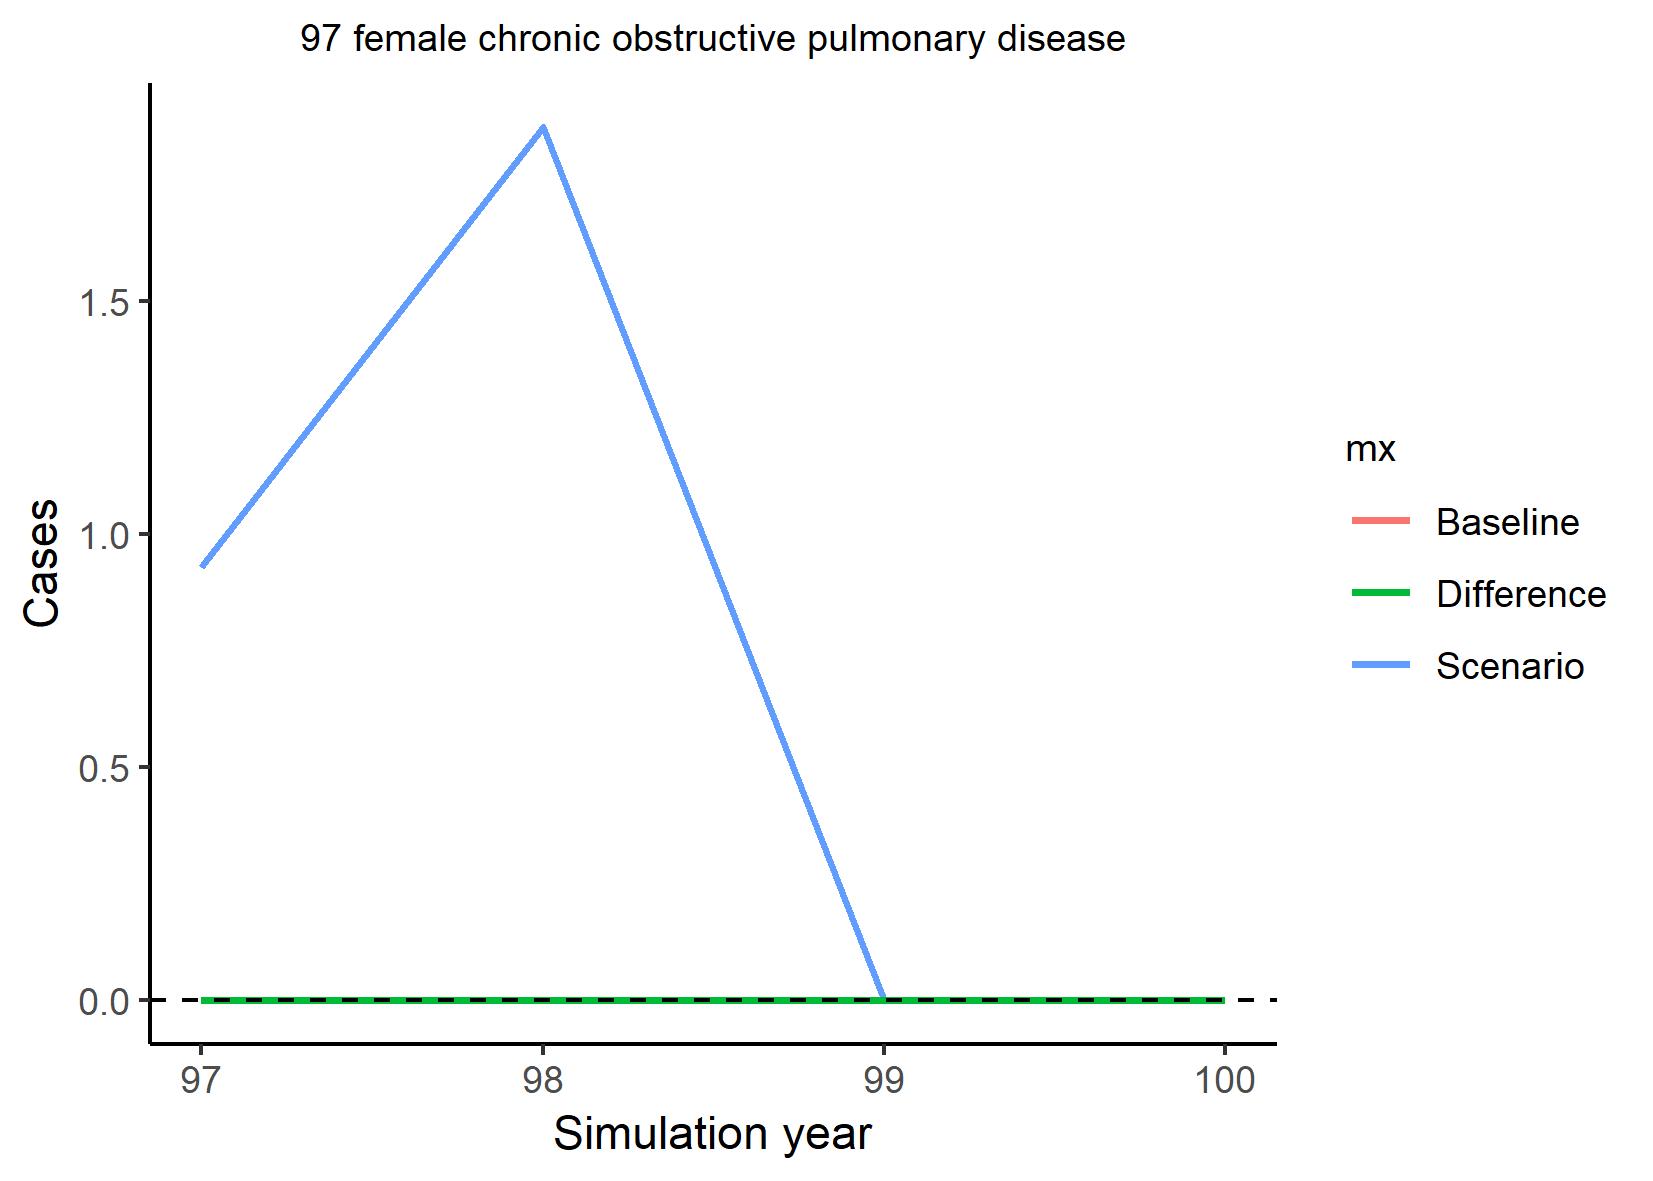 97 female chronic obstructive pulmonary disease
Cases
1.5
1.0
0.5
0.0
97 98 99 100
Simulation year
mx
Baseline
Difference
Scenario